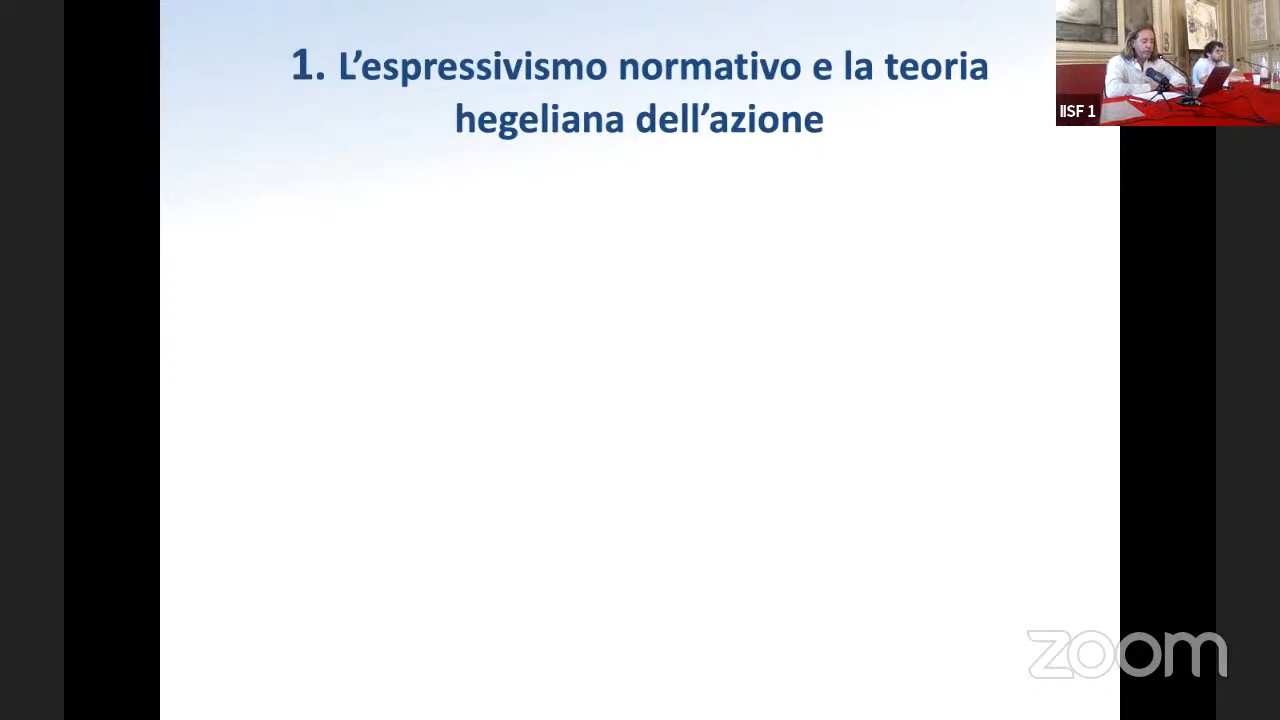 1. L’espressivismo normativo e la teoria
hegeliana dell’azione
IISF 1
zoom